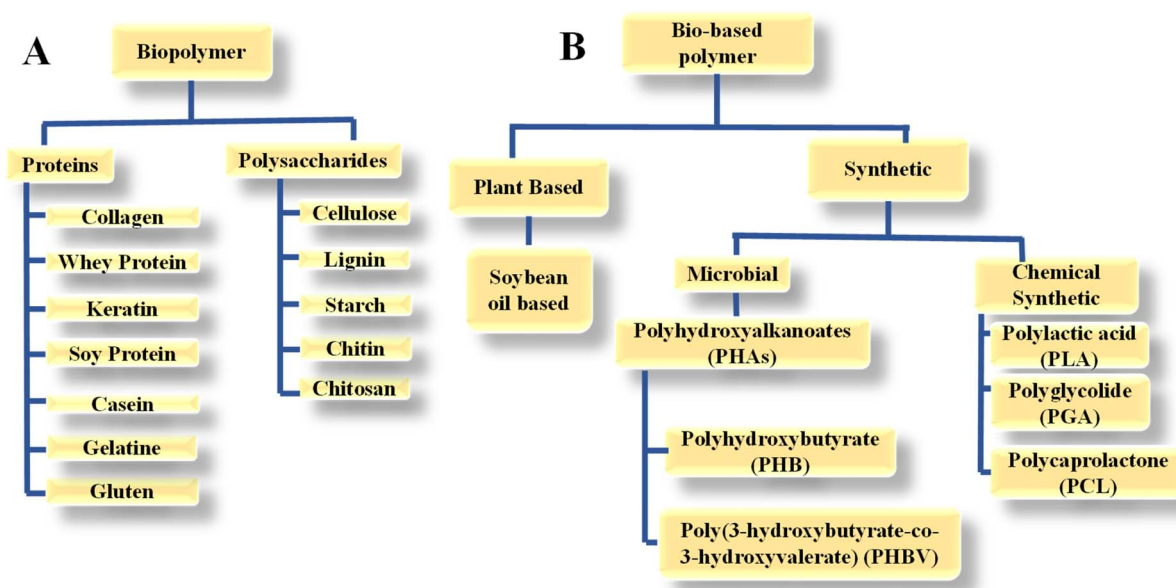 A
Biopolymer
Proteins
Collagen
Whey Protein
Keratin
Soy Protein
Casein
Gelatine
Gluten
Polysaccharides
Cellulose
Lignin
Starch
Chitin
Chitosan
B
Bio-based
polymer
Plant Based
Soybean
oil based
Synthetic
Microbial
Polyhydroxyalkanoates
(PHAs)
Polyhydroxybutyrate
(PHB)
Poly(3-hydroxybutyrate-co-
3-hydroxyvalerate) (PHBV)
Chemical
Synthetic
Polylactic acid
(PLA)
Polyglycolide
(PGA)
Polycaprolactone
(PCL)